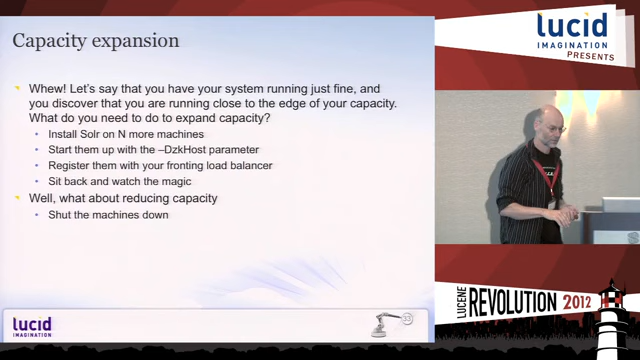 Capacity expansion
Whew! Let's say that you have your system running just fine, and
you discover that you are running close to the edge of your capacity.
What do you need to do to expand capacity?
Install Solr on N more machines
Start them up with the –DzkHost parameter
Register them with your fronting load balancer
Sit back and watch the magic
Well, what about reducing capacity
Shut the machines down
lucid
IMAGINATION
33
lucid
IMAGINATION
PRESENTS
LUCENE
REVOLUTION 2012